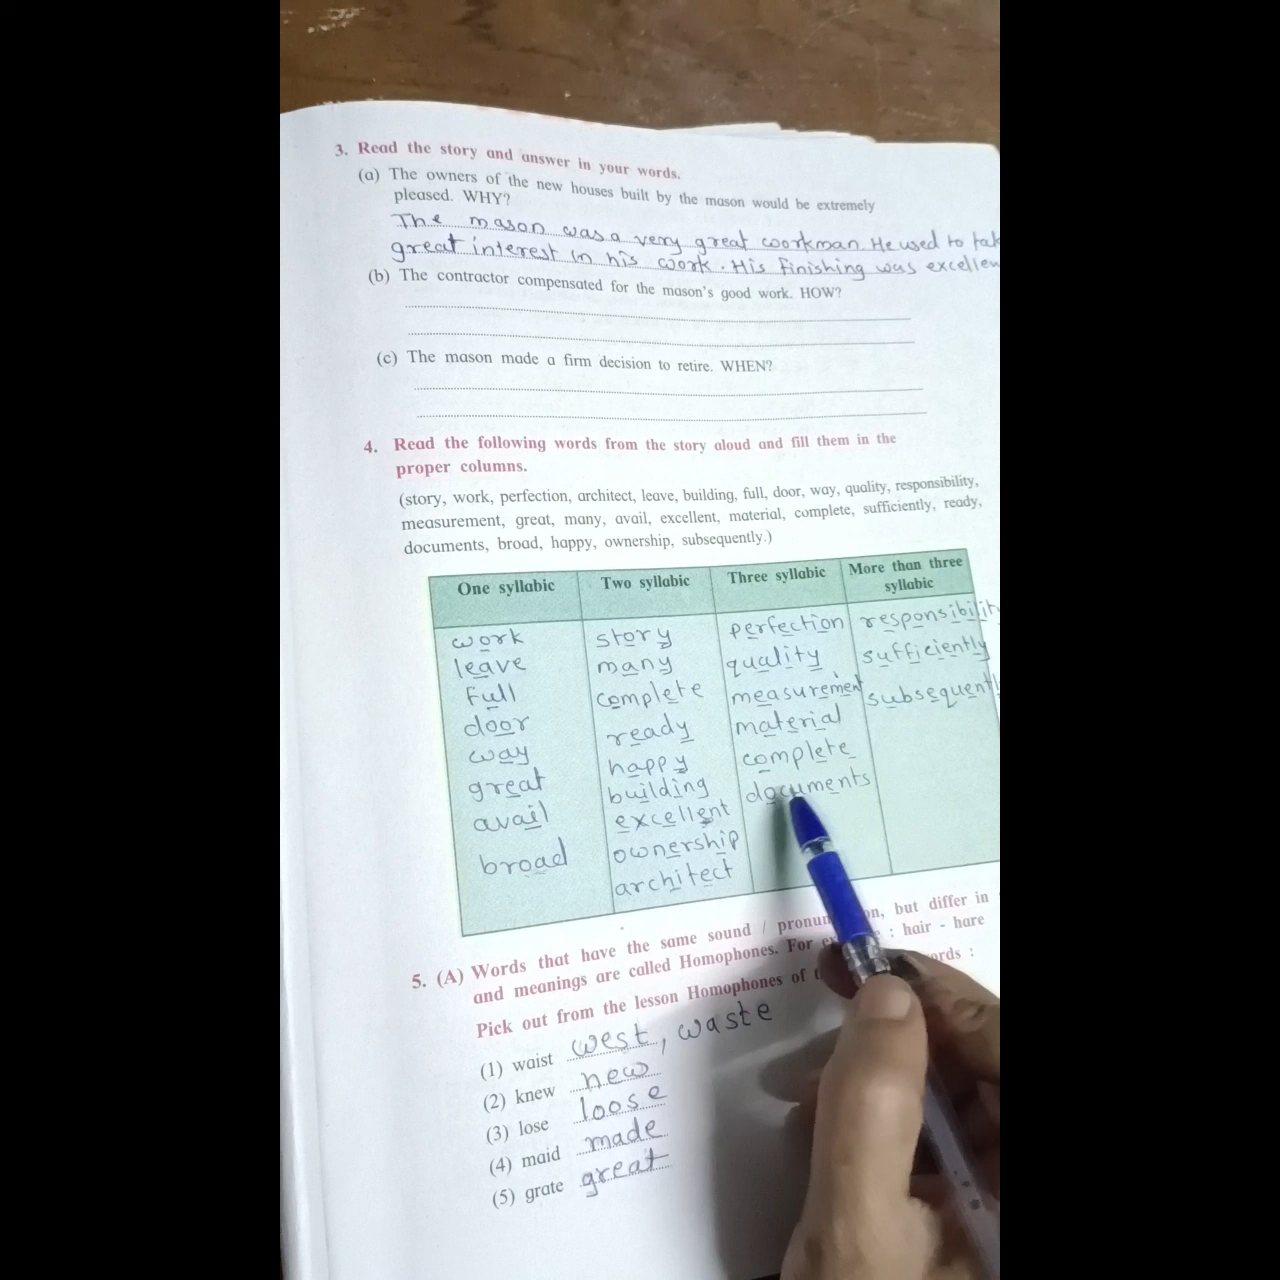 3. Read the story and answer in your words.
(a) The owners of the new houses built by the mason would be extremely
pleased. WHY?
The mason was a very great workman. He used to tak
great interest in his work. His finishing was excellen
(b) The contractor compensated for the mason's good work. HOW?
(c) The mason made a firm decision to retire. WHEN?
4. Read the following words from the story aloud and fill them in the
proper columns.
(story, work, perfection, architect, leave, building, full, door, way, quality, responsibility,
measurement, great, many, avail, excellent, material, complete, sufficiently, ready,
documents, broad, happy, ownership, subsequently.)
One syllabic Two syllabic Three syllabic More than three
syllabic
work story perfection responsibility
leave many quality sufficiently
full complete measurement subsequentl
door ready material
way happy complete
great building documents
avail excellent
broad ownership
architect
5. (A) Words that have the same sound / pronun on, but differ in
and meanings are called Homophones. For : hair - hare
Pick out from the lesson Homophones of ords :
(1) waist west, waste
(2) knew new
(3) lose loose
(4) maid made
(5) grate great